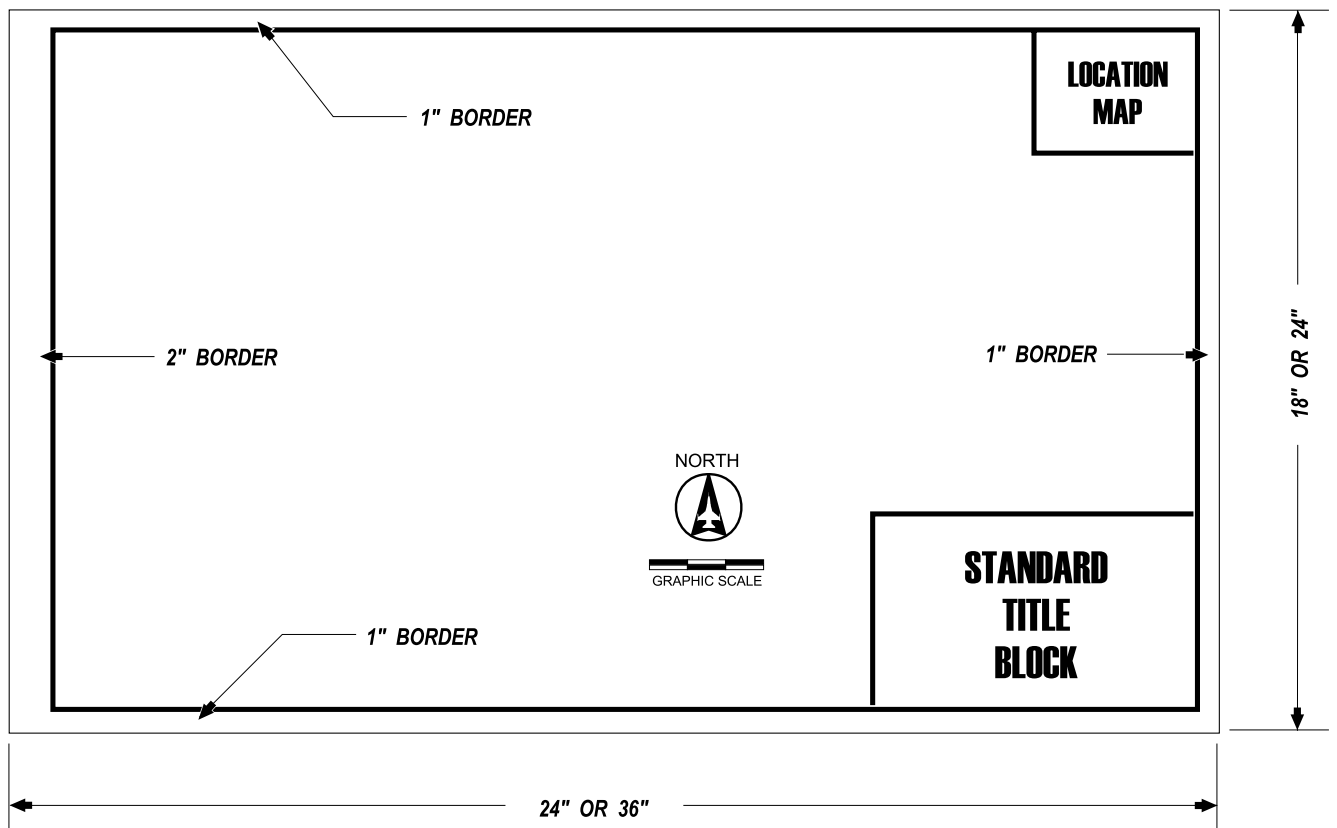 LOCATION
MAP
1" BORDER
2" BORDER
1" BORDER
18" OR 24"
NORTH
GRAPHIC SCALE
STANDARD
TITLE
BLOCK
1" BORDER
24" OR 36"